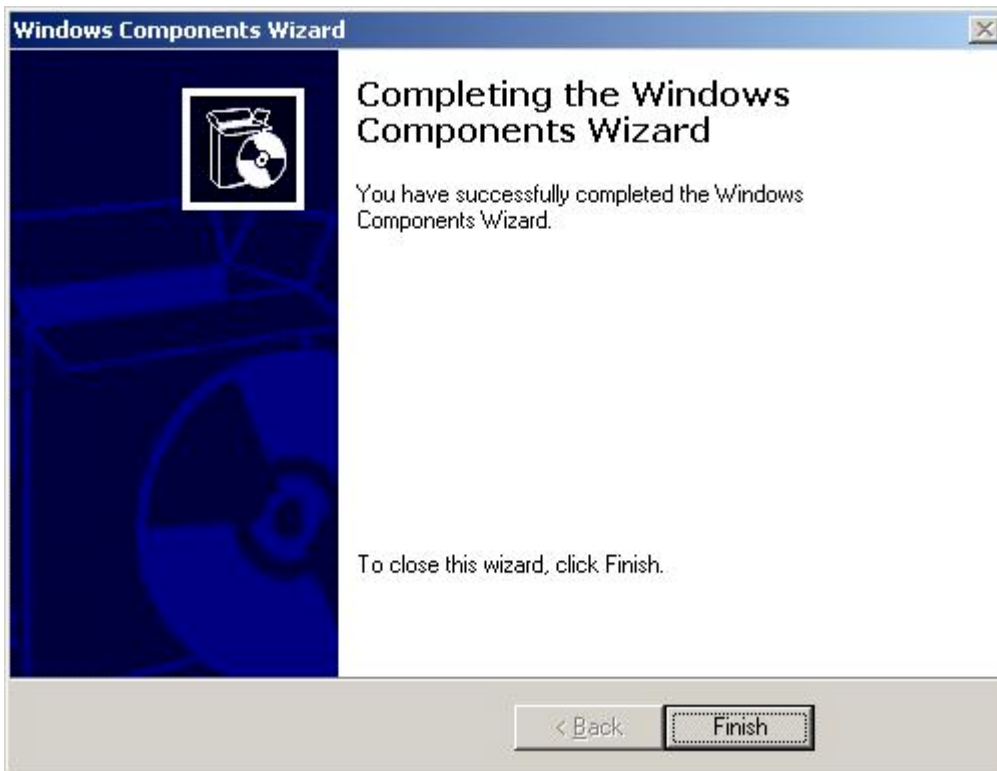 Windows Components Wizard
Completing the Windows
Components Wizard
You have successfully completed the Windows
Components Wizard.
To close this wizard, click Finish.
< Back
Finish